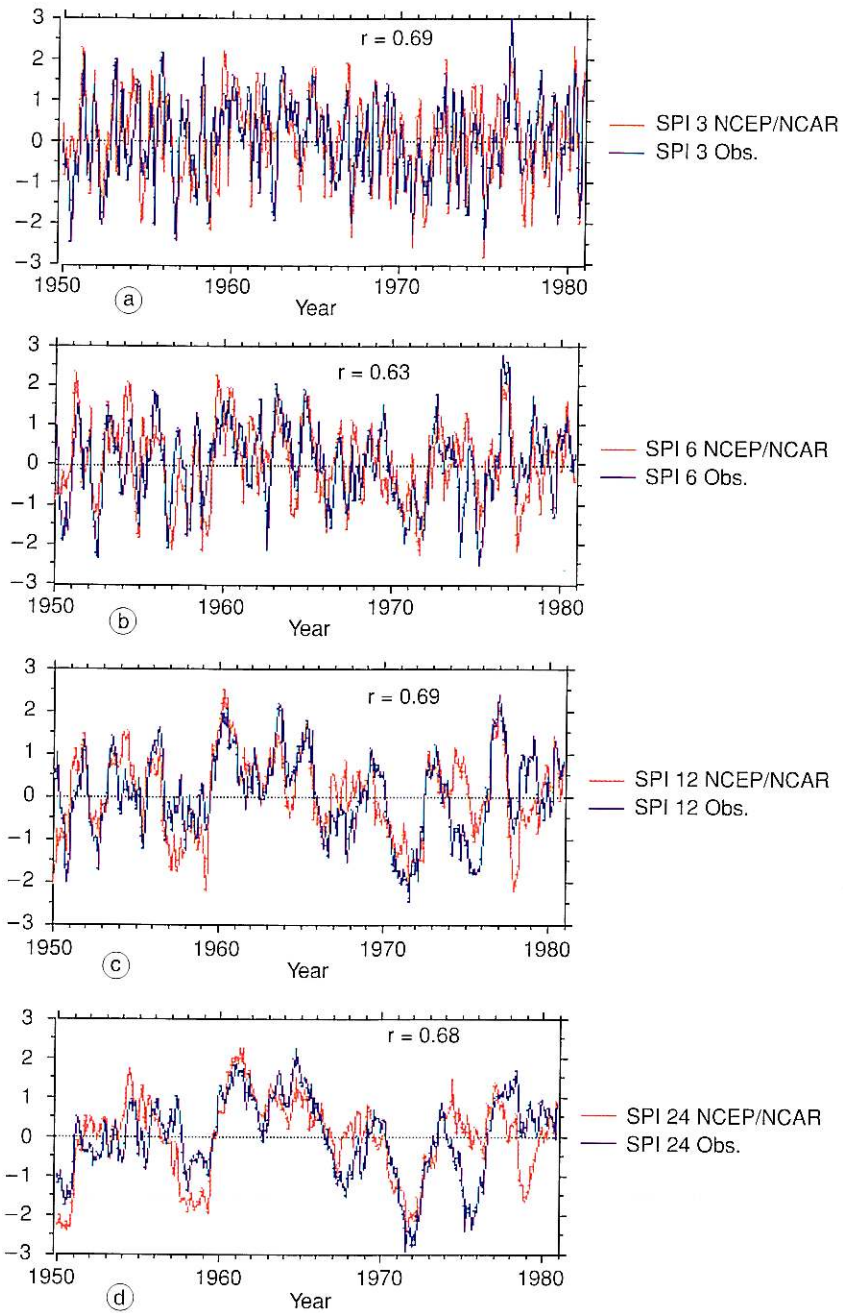 3
2
1
0
−1
−2
−3
r = 0.69
SPI 3 NCEP/NCAR
SPI 3 Obs.
1950
1960
1970
1980
Year
a
3
2
1
0
−1
−2
−3
r = 0.63
SPI 6 NCEP/NCAR
SPI 6 Obs.
1950
1960
1970
1980
Year
b
3
2
1
0
−1
−2
−3
r = 0.69
SPI 12 NCEP/NCAR
SPI 12 Obs.
1950
1960
1970
1980
Year
c
3
2
1
0
−1
−2
−3
r = 0.68
SPI 24 NCEP/NCAR
SPI 24 Obs.
1950
1960
1970
1980
Year
d